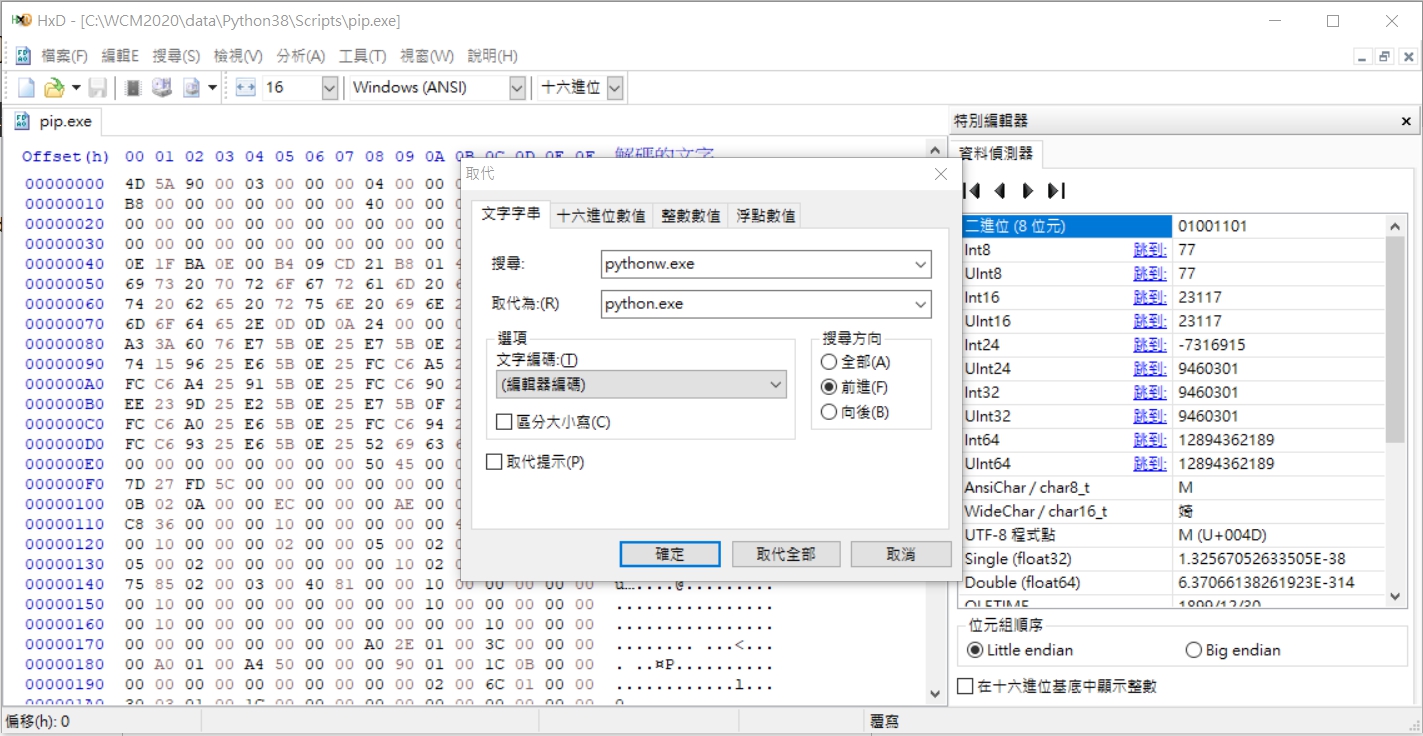 HxD - [C:\WCM2020\data\Python38\Scripts\pip.exe]
檔案(F) 編輯E 搜尋(S) 檢視(V) 分析(A) 工具(T) 視窗(W) 說明(H)
16 Windows (ANSI) 十六進位
pip.exe
Offset(h) 00 01 02 03 04 05 06 07 08 09 0A 0B 0C 0D 0E 0F 解碼的文字
00000000 4D 5A 90 00 03 00 00 00 04 00 00
00000010 B8 00 00 00 00 00 00 00 40 00 00
00000020 00 00 00 00 00 00 00 00 00 00 00
00000030 00 00 00 00 00 00 00 00 00 00 00
00000040 0E 1F BA 0E 00 B4 09 CD 21 B8 01
00000050 69 73 20 70 72 6F 67 72 61 6D 20
00000060 74 20 62 65 20 72 75 6E 20 69 6E
00000070 6D 6F 64 65 2E 0D 0D 0A 24 00 00
00000080 A3 3A 60 76 E7 5B 0E 25 E7 5B 0E
00000090 74 15 96 25 E6 5B 0E 25 FC C6 A5
000000A0 FC C6 A4 25 91 5B 0E 25 FC C6 90
000000B0 EE 23 9D 25 E2 5B 0E 25 E7 5B 0F
000000C0 FC C6 A0 25 E6 5B 0E 25 FC C6 94
000000D0 FC C6 93 25 E6 5B 0E 25 52 69 63
000000E0 00 00 00 00 00 00 00 00 50 45 00
000000F0 7D 27 FD 5C 00 00 00 00 00 00 00
00000100 0B 02 0A 00 00 EC 00 00 00 AE 00
00000110 C8 36 00 00 00 10 00 00 00 00 00
00000120 00 10 00 00 00 02 00 00 05 00 02
00000130 05 00 02 00 00 00 00 00 00 10 02
00000140 75 85 02 00 03 00 40 81 00 00 10 00 00 00 00 00 u.....@.........
00000150 00 10 00 00 00 00 00 00 00 00 10 00 00 00 00 00 ................
00000160 00 10 00 00 00 00 00 00 00 00 00 00 10 00 00 00 ................
00000170 00 00 00 00 00 00 00 00 A0 2E 01 00 3C 00 00 00 ........ ...<...
00000180 00 A0 01 00 A4 50 00 00 00 90 01 00 1C 0B 00 00 . ..¤P..........
00000190 00 00 00 00 00 00 00 00 00 00 02 00 6C 01 00 00 ............l...
000001A0 30 03 01 00 1C 00 00 00 00 00 00 00 00 00 00 00
取代
文字字串 十六進位數值 整數數值 浮點數值
搜尋: pythonw.exe
取代為:(R) python.exe
選項
文字編碼:(T)
(編輯器編碼)
區分大小寫(C)
搜尋方向
全部(A)
前進(F)
向後(B)
取代提示(P)
確定 取代全部 取消
特別編輯器
資料偵測器
二進位 (8 位元) 01001101
Int8 跳到: 77
UInt8 跳到: 77
Int16 跳到: 23117
UInt16 跳到: 23117
Int24 跳到: -7316915
UInt24 跳到: 9460301
Int32 跳到: 9460301
UInt32 跳到: 9460301
Int64 跳到: 12894362189
UInt64 跳到: 12894362189
AnsiChar / char8_t M
WideChar / char16_t 婍
UTF-8 程式點 M (U+004D)
Single (float32) 1.32567052633505E-38
Double (float64) 6.37066138261923E-314
OLETIME 1899/12/30
位元組順序
Little endian Big endian
在十六進位基底中顯示整數
偏移(h): 0 覆寫